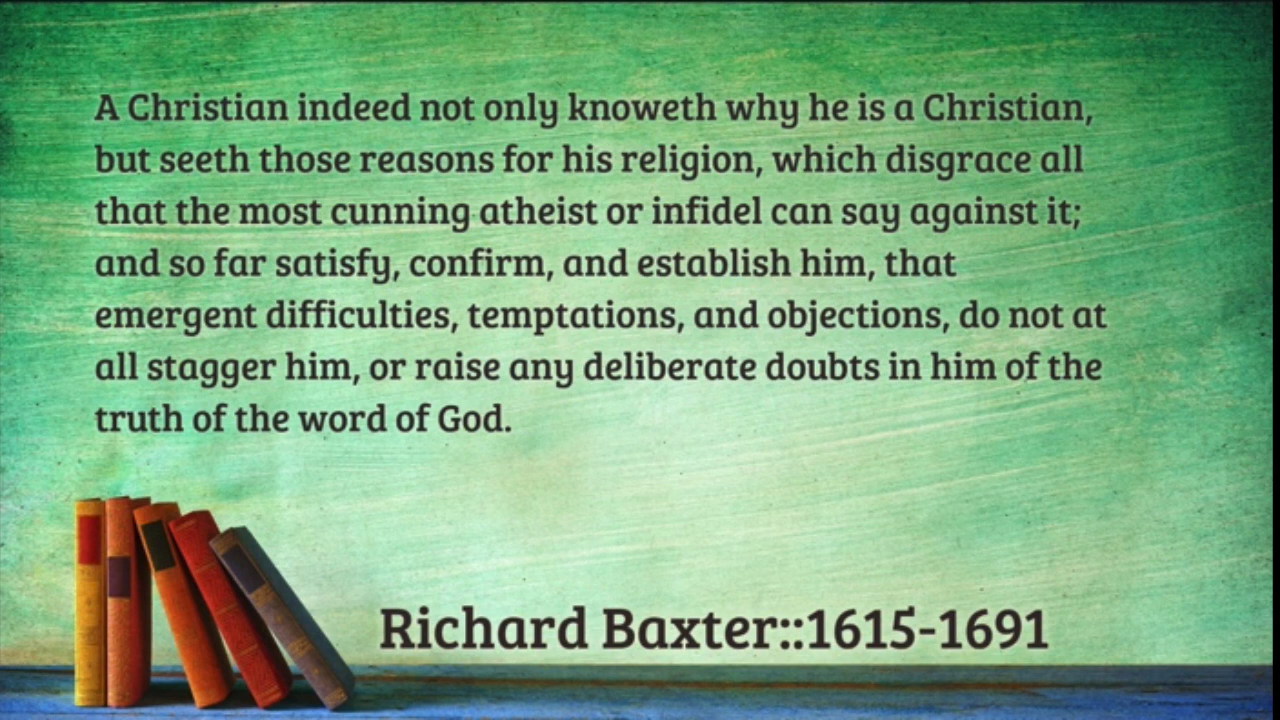 A Christian indeed not only knoweth why he is a Christian,
but seeth those reasons for his religion, which disgrace all
that the most cunning atheist or infidel can say against it;
and so far satisfy, confirm, and establish him, that
emergent difficulties, temptations, and objections, do not at
all stagger him, or raise any deliberate doubts in him of the
truth of the word of God.
Richard Baxter::1615-1691